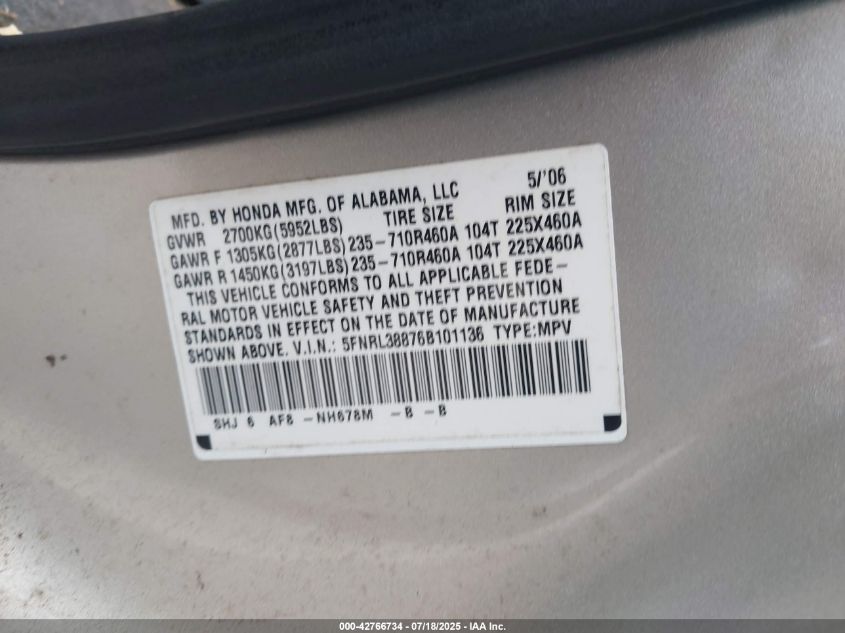 MFD. BY HONDA MFG. OF ALABAMA, LLC 5/'06
GVWR 2700KG(5952LBS) TIRE SIZE RIM SIZE
GAWR F 1305KG(2877LBS) 235-710R460A 104T 225X460A
GAWR R 1450KG(3197LBS) 235-710R460A 104T 225X460A
THIS VEHICLE CONFORMS TO ALL APPLICABLE FEDE-
RAL MOTOR VEHICLE SAFETY AND THEFT PREVENTION
STANDARDS IN EFFECT ON THE DATE OF MANUFACTURE
SHOWN ABOVE. V.I.N.: 5FNRL38876B101136 TYPE:MPV
SHJ 6 AF8 -NH678M -B -B
000-42766734 / 07/18/2025 - IAA Inc.